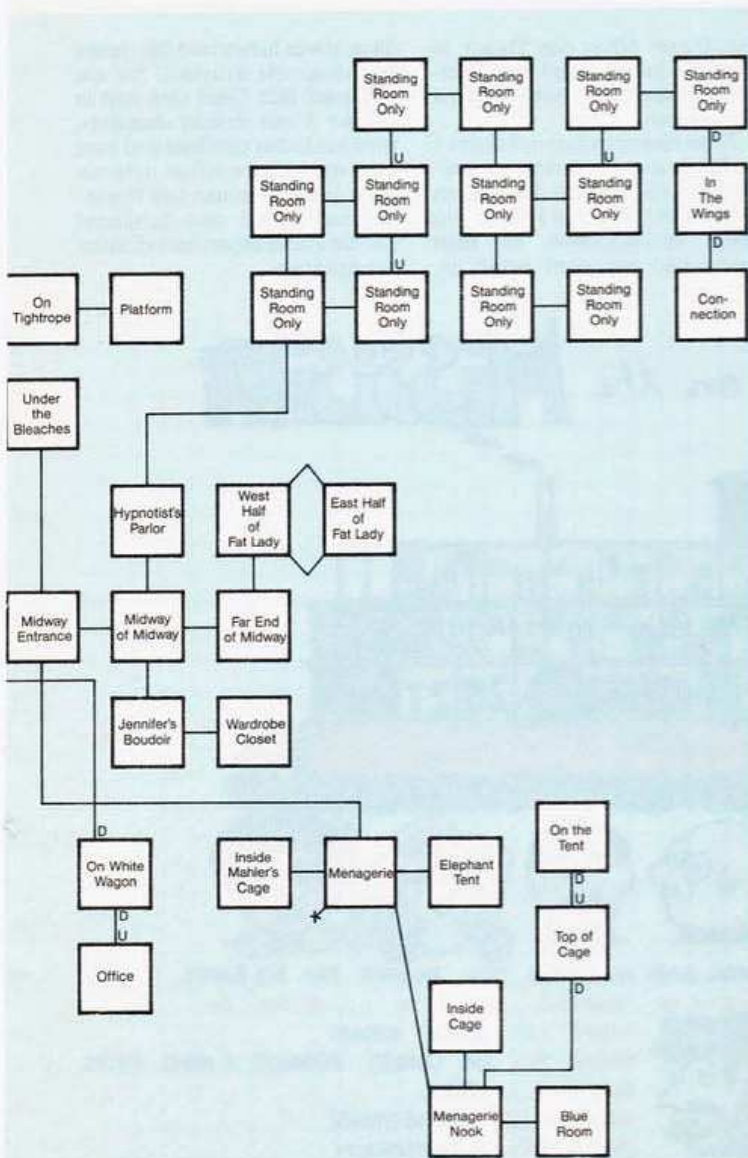 Standing
Room
Only
Standing
Room
Only
Standing
Room
Only
Standing
Room
Only
U
U
D
Standing
Room
Only
Standing
Room
Only
Standing
Room
Only
Standing
Room
Only
In
The
Wings
U
D
On
Tightrope
Platform
Standing
Room
Only
Standing
Room
Only
Standing
Room
Only
Standing
Room
Only
Con-
nection
Under
the
Bleaches
Hypnotist's
Parlor
West
Half
of
Fat Lady
East Half
of
Fat Lady
Midway
Entrance
Midway
of Midway
Far End
of Midway
Jennifer's
Boudoir
Wardrobe
Closet
D
On White
Wagon
D
U
Office
Inside
Mahler's
Cage
Menagerie
Elephant
Tent
On the
Tent
D
U
Top of
Cage
D
Inside
Cage
Menagerie
Nook
Blue
Room